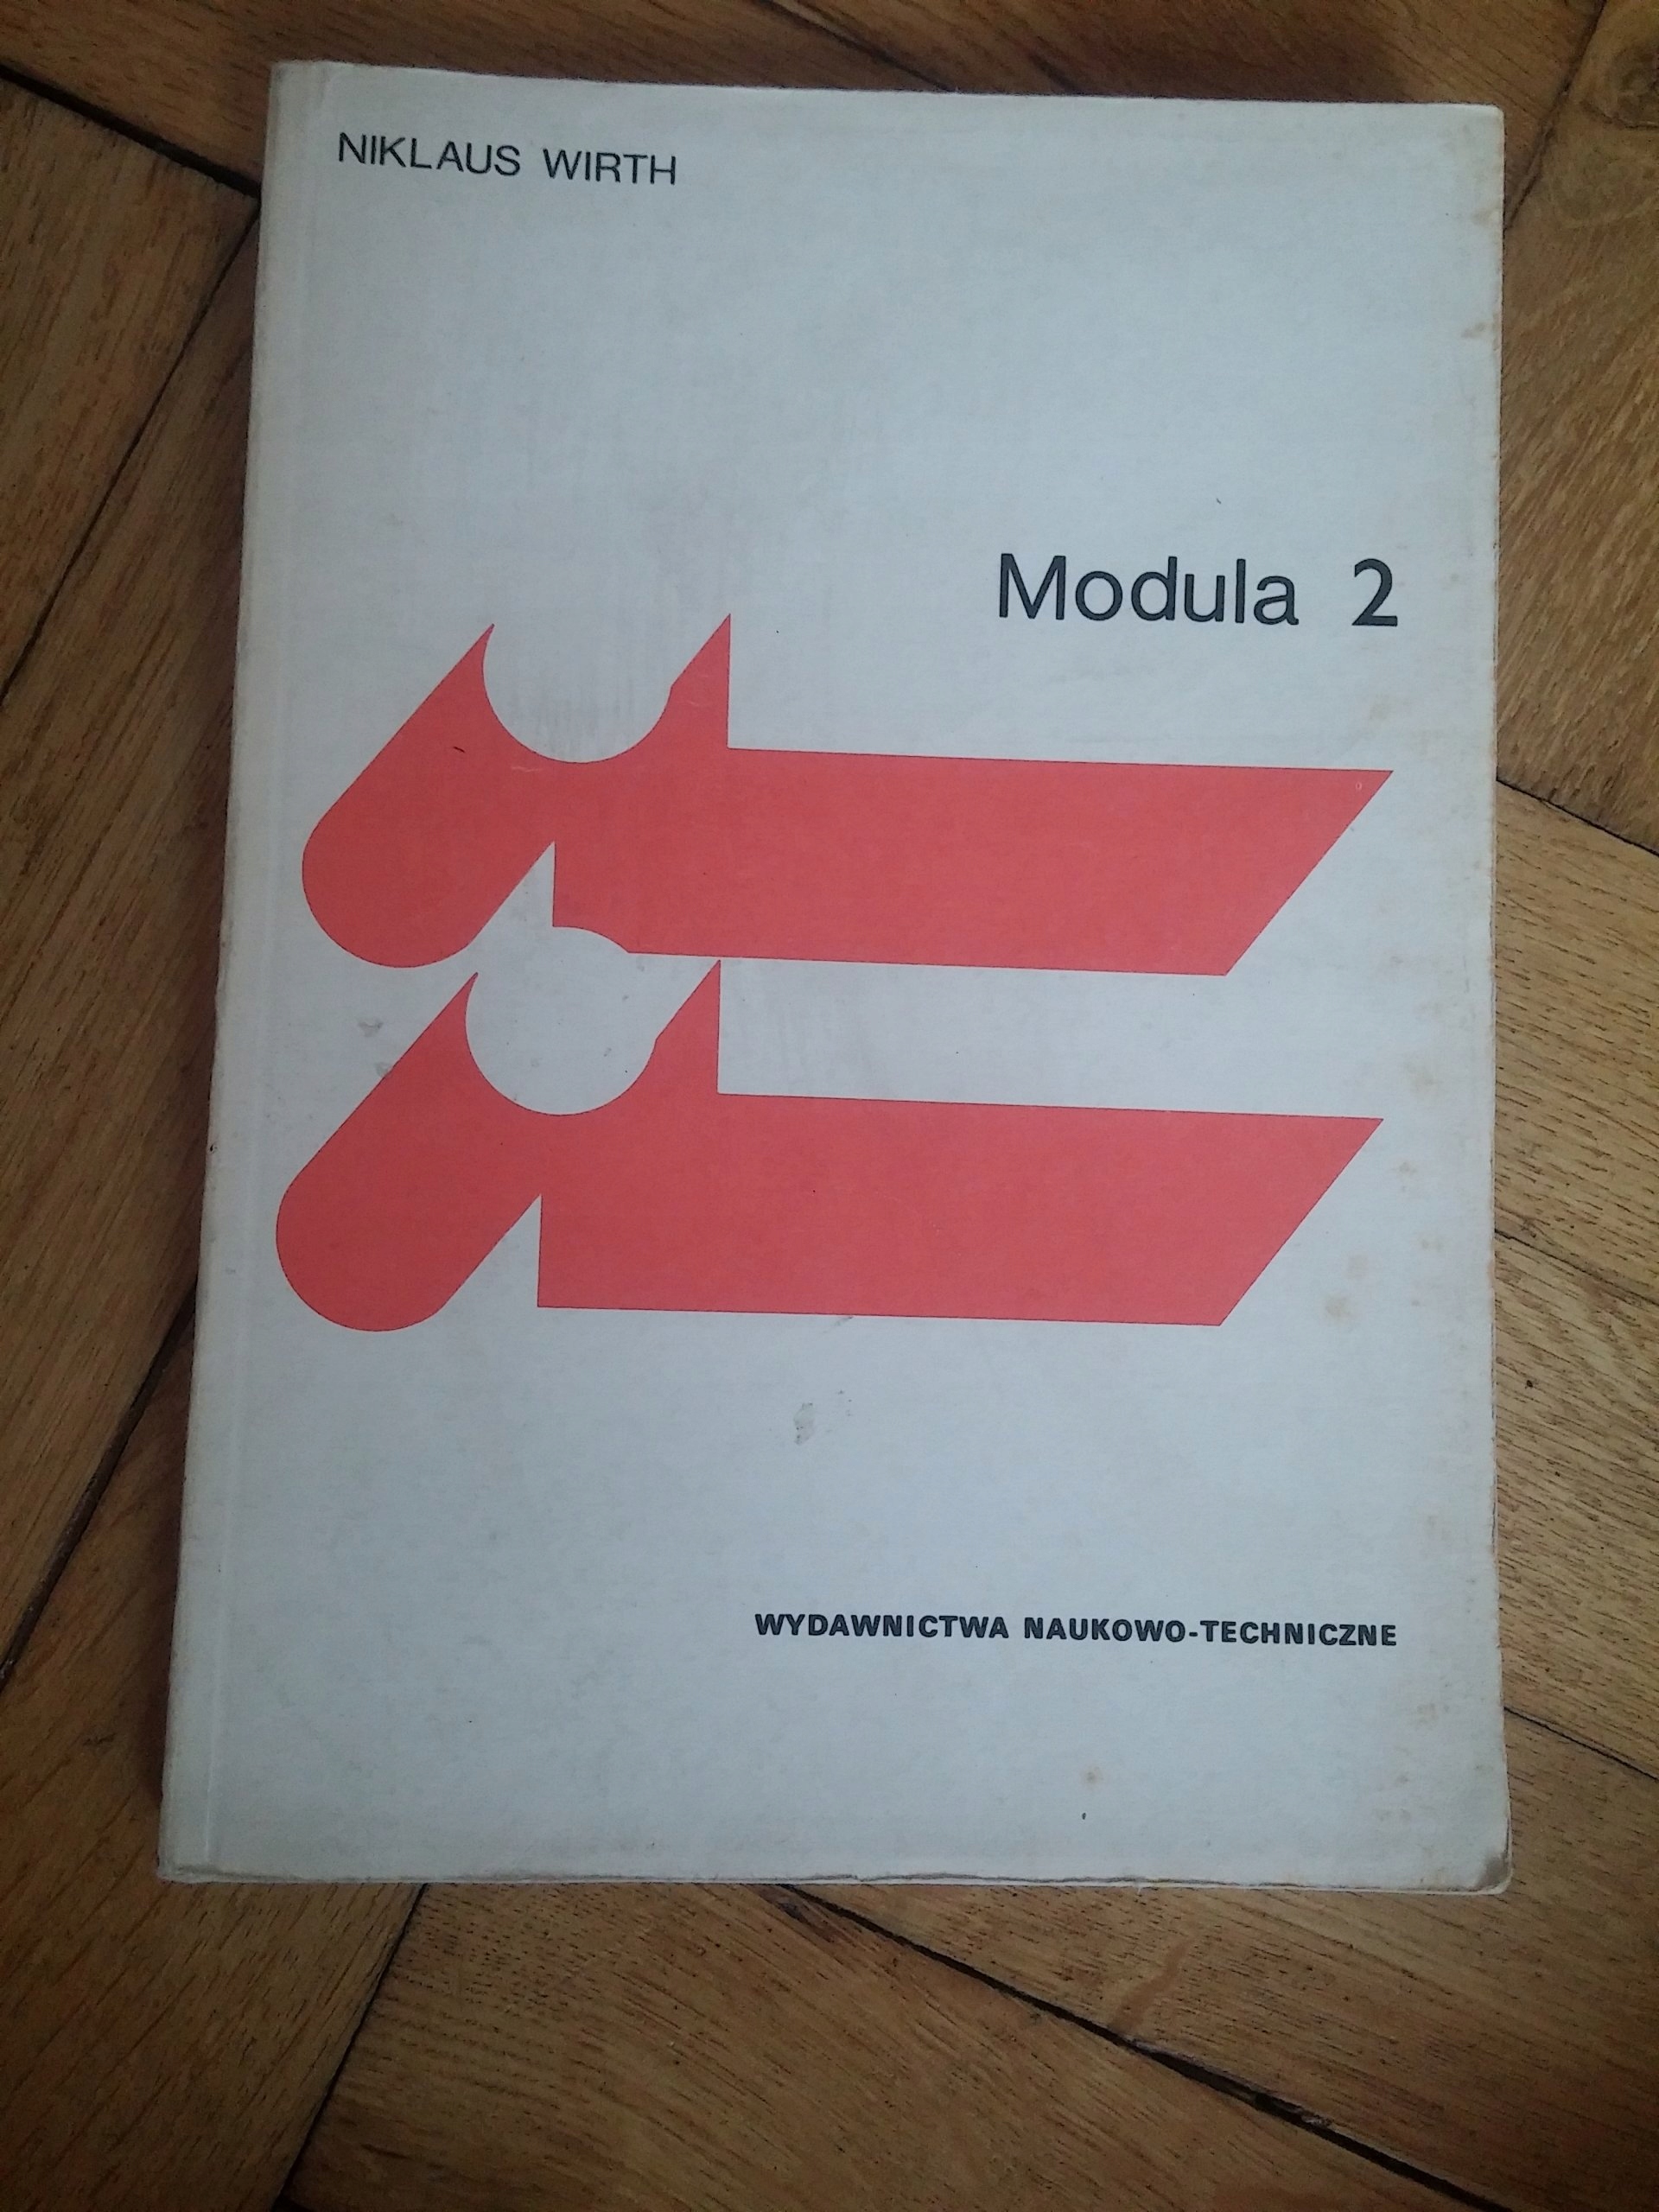 NIKLAUS WIRTH
Modula 2
WYDAWNICTWA NAUKOWO-TECHNICZNE